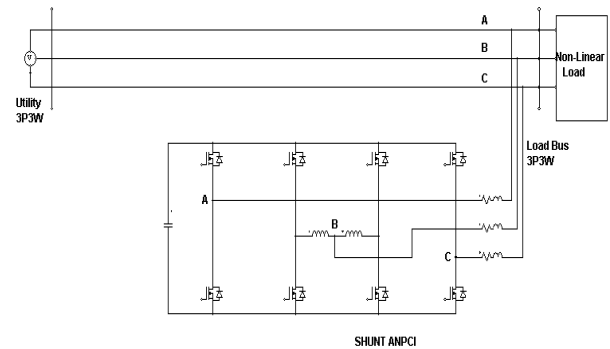 A
B
C
V
Non-Linear
Load
Utility
3P3W
Load Bus
3P3W
A
B
C
SHUNT ANPCI